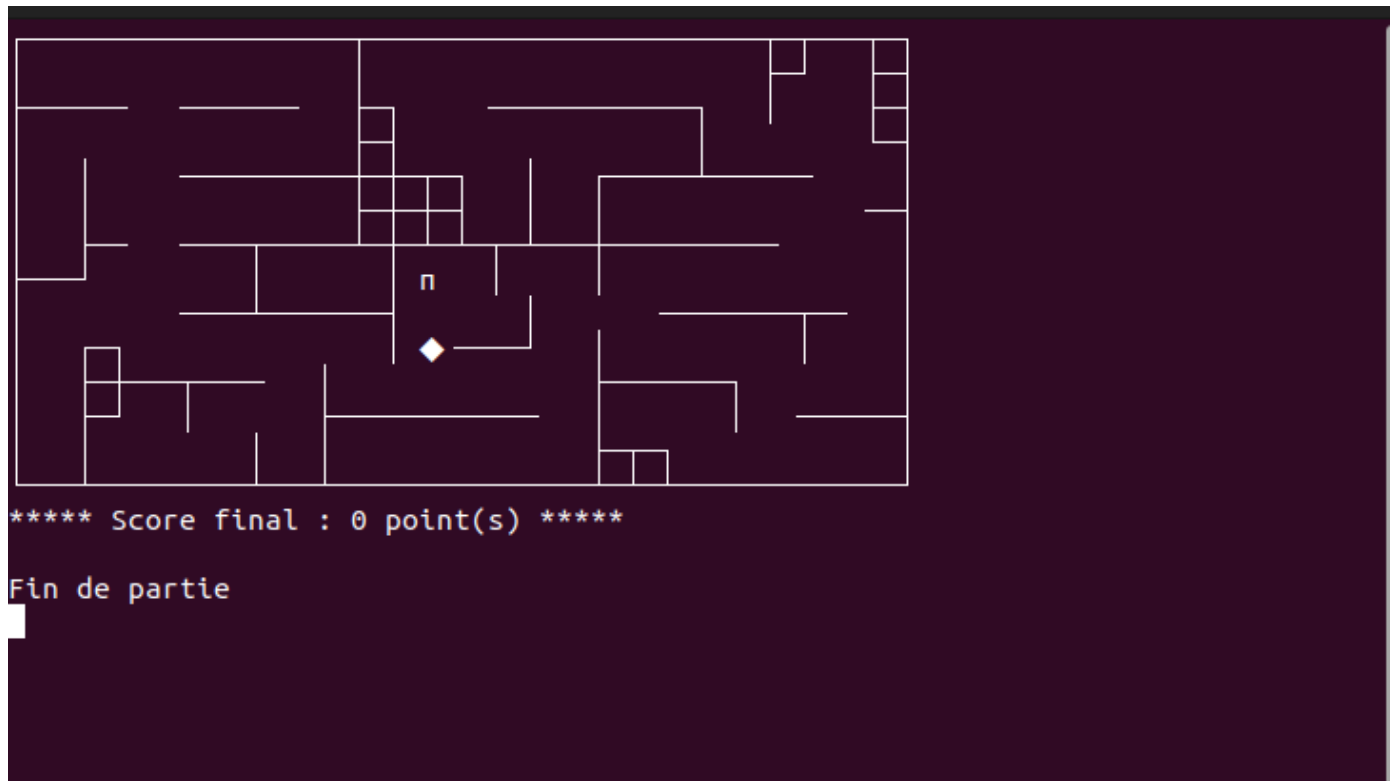 п
***** Score final : 0 point(s) *****
Fin de partie